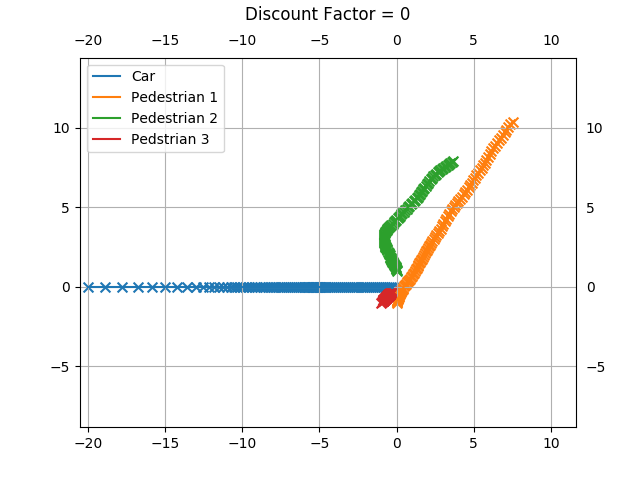 Discount Factor = 0
−20 −15 −10 −5 0 5 10
Car
Pedestrian 1
Pedestrian 2
Pedstrian 3
10 10
5 5
0 0
−5 −5
−20 −15 −10 −5 0 5 10